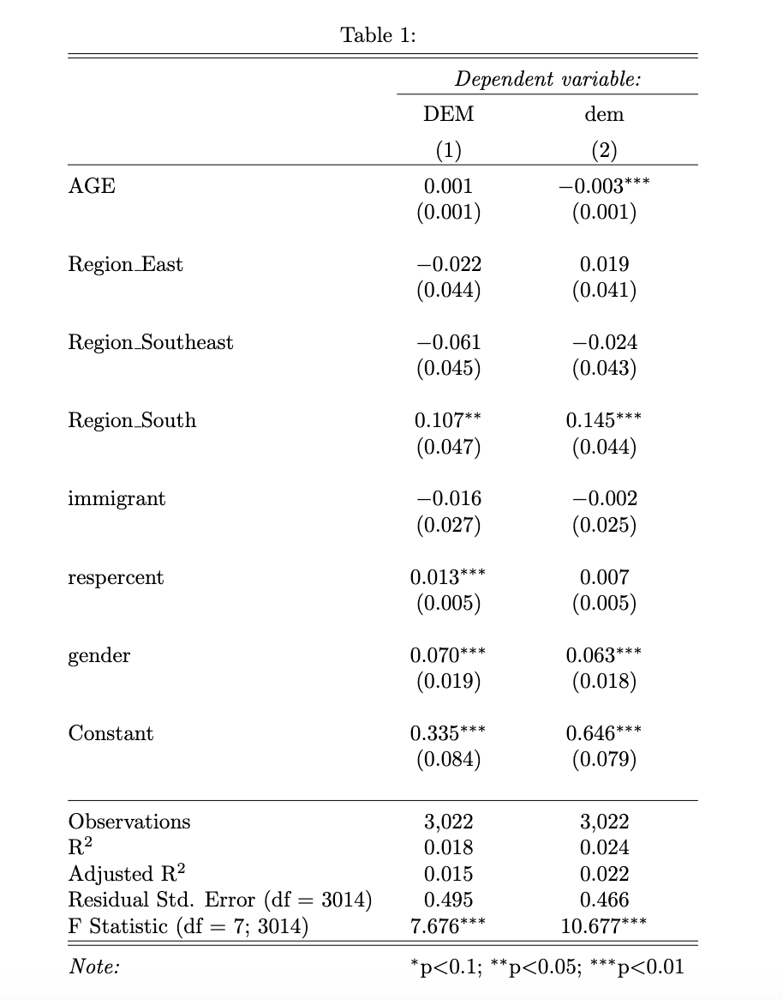 Table 1:
Dependent variable:
DEM dem
(1) (2)
AGE 0.001 −0.003***
(0.001) (0.001)
Region_East −0.022 0.019
(0.044) (0.041)
Region_Southeast −0.061 −0.024
(0.045) (0.043)
Region_South 0.107** 0.145***
(0.047) (0.044)
immigrant −0.016 −0.002
(0.027) (0.025)
respercent 0.013*** 0.007
(0.005) (0.005)
gender 0.070*** 0.063***
(0.019) (0.018)
Constant 0.335*** 0.646***
(0.084) (0.079)
Observations 3,022 3,022
R² 0.018 0.024
Adjusted R² 0.015 0.022
Residual Std. Error (df = 3014) 0.495 0.466
F Statistic (df = 7; 3014) 7.676*** 10.677***
Note: *p<0.1; **p<0.05; ***p<0.01